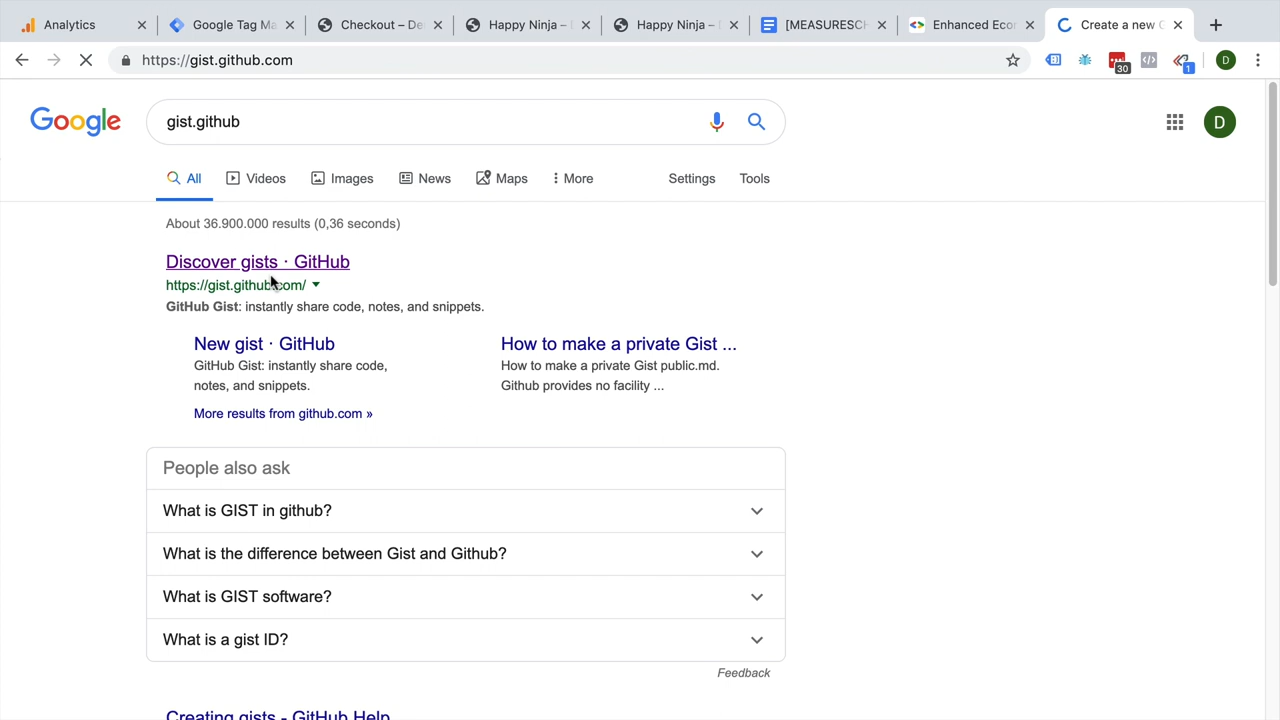 Analytics
Google Tag Ma
Checkout – De
Happy Ninja –
Happy Ninja –
[MEASURESCH
Enhanced Econ
Create a new G
https://gist.github.com
30
1
D
Google
gist.github
D
All
Videos
Images
News
Maps
More
Settings
Tools
About 36.900.000 results (0,36 seconds)
Discover gists · GitHub
https://gist.github.com/
GitHub Gist: instantly share code, notes, and snippets.
New gist · GitHub
GitHub Gist: instantly share code,
notes, and snippets.
How to make a private Gist ...
How to make a private Gist public.md.
Github provides no facility ...
More results from github.com »
People also ask
What is GIST in github?
What is the difference between Gist and Github?
What is GIST software?
What is a gist ID?
Feedback
Creating gists - GitHub Help